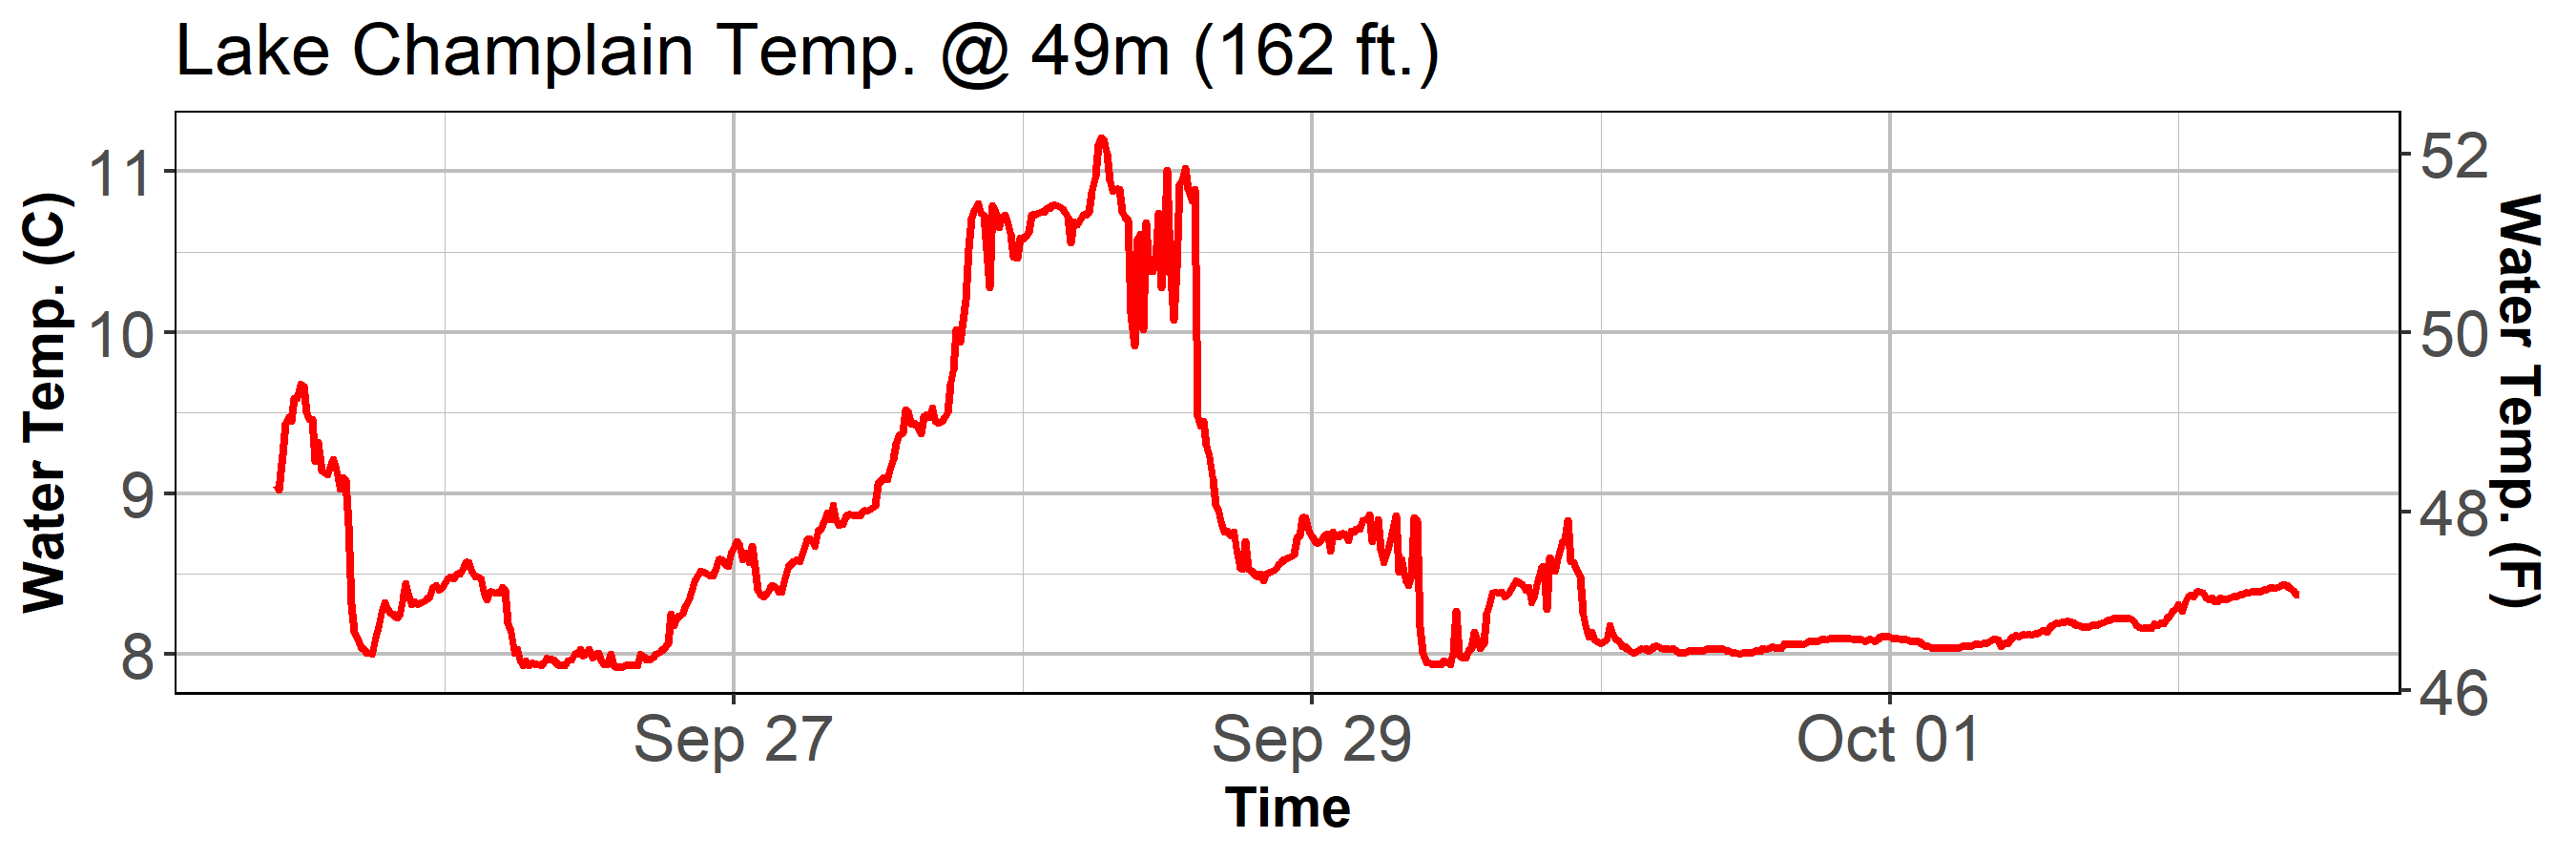 Lake Champlain Temp. @ 49m (162 ft.)
Water Temp. (C)
11
10
9
8
52
50
48
46
Water Temp. (F)
Sep 27
Sep 29
Oct 01
Time